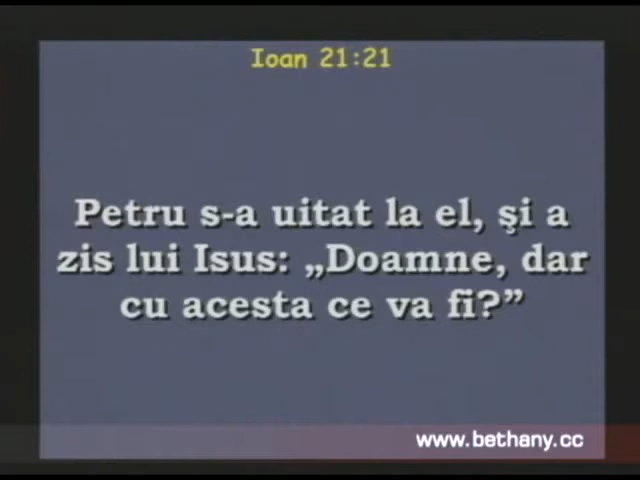 Ioan 21:21
Petru s-a uitat la el, şi a
zis lui Isus: „Doamne, dar
cu acesta ce va fi?”
www.bethany.cc